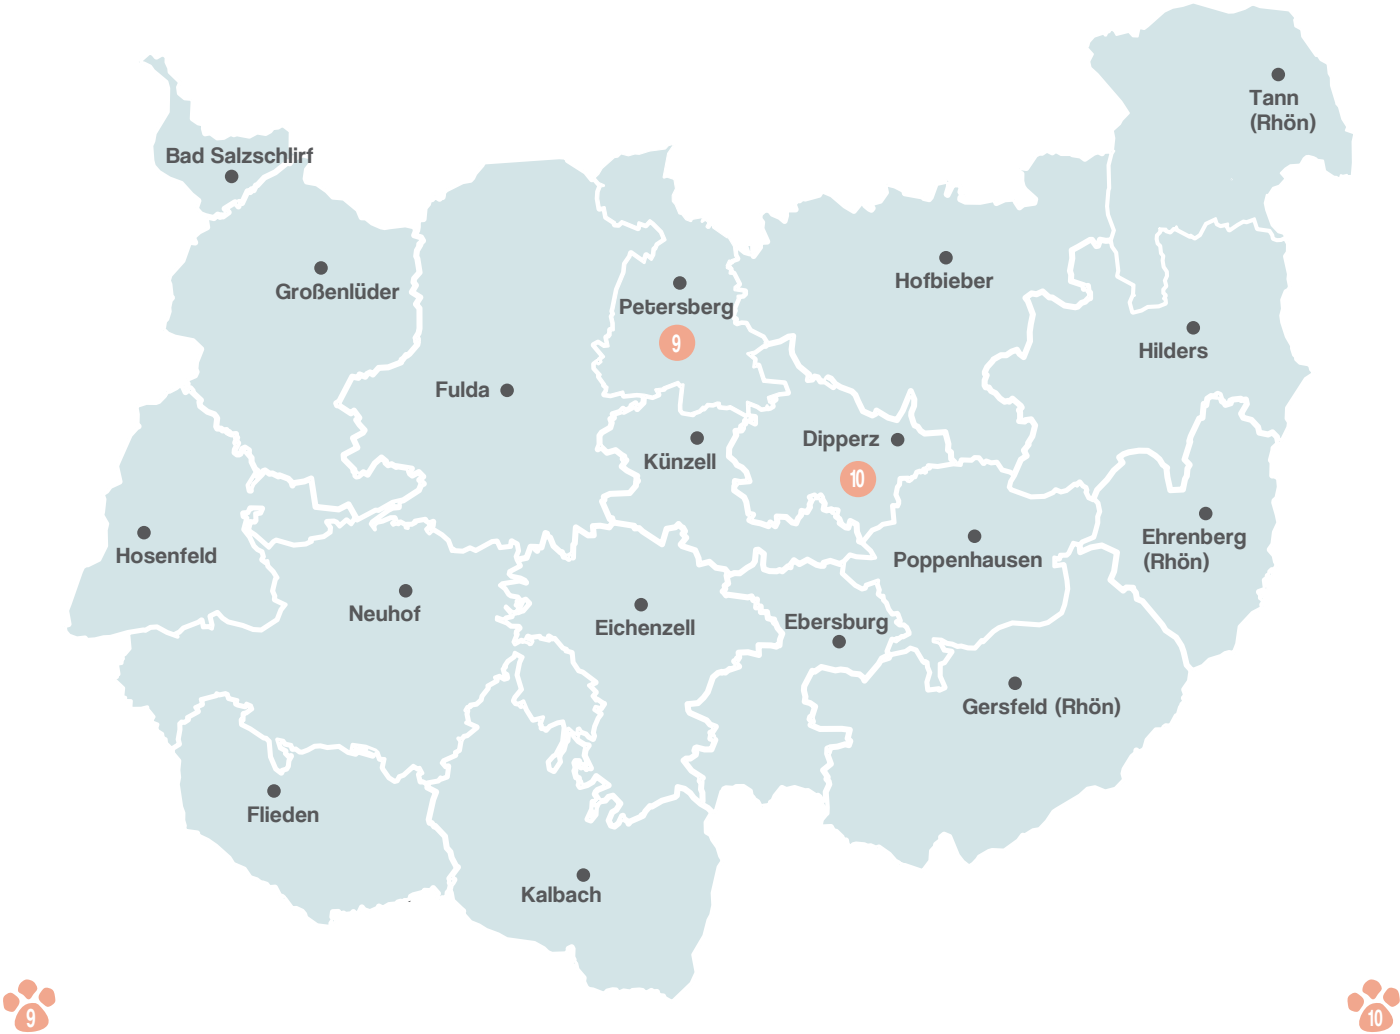 Tann
(Rhön)
Bad Salzschlirf
Hofbieber
Großenlüder
Petersberg
9
Hilders
Fulda
Dipperz
Künzell
10
Ehrenberg
(Rhön)
Hosenfeld
Poppenhausen
Neuhof
Eichenzell
Ebersburg
Gersfeld (Rhön)
Flieden
Kalbach
9
10